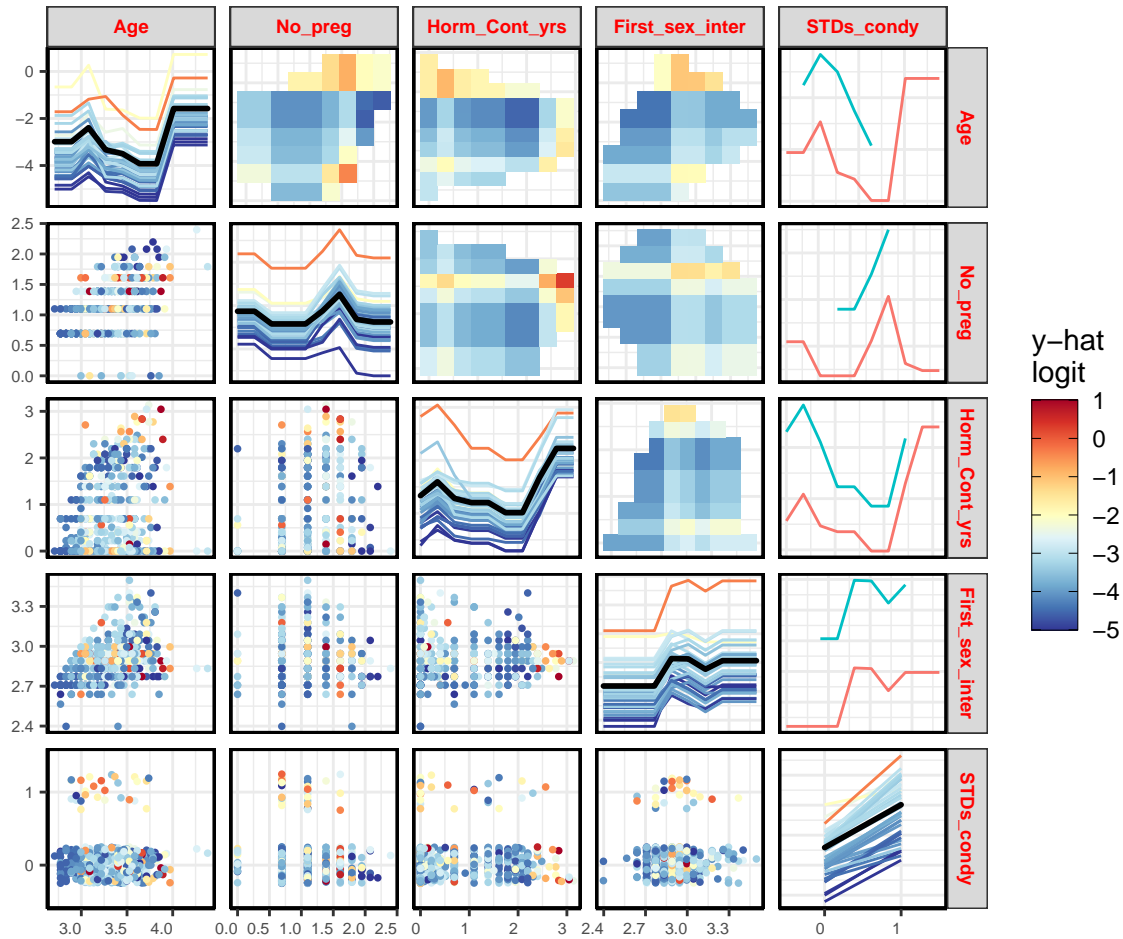 Age No_preg Horm_Cont_yrs First_sex_inter STDs_condy
0
−2
−4
Age
2.5
2.0
1.5
1.0
0.5
0.0
No_preg
3
2
1
0
Horm_Cont_yrs
3.3
3.0
2.7
2.4
First_sex_inter
1
0
STDs_condy
3.0 3.5 4.0
0.0 0.5 1.0 1.5 2.0 2.5
0 1 2 3
2.4 2.7 3.0 3.3
0 1
y−hat
logit
1
0
−1
−2
−3
−4
−5